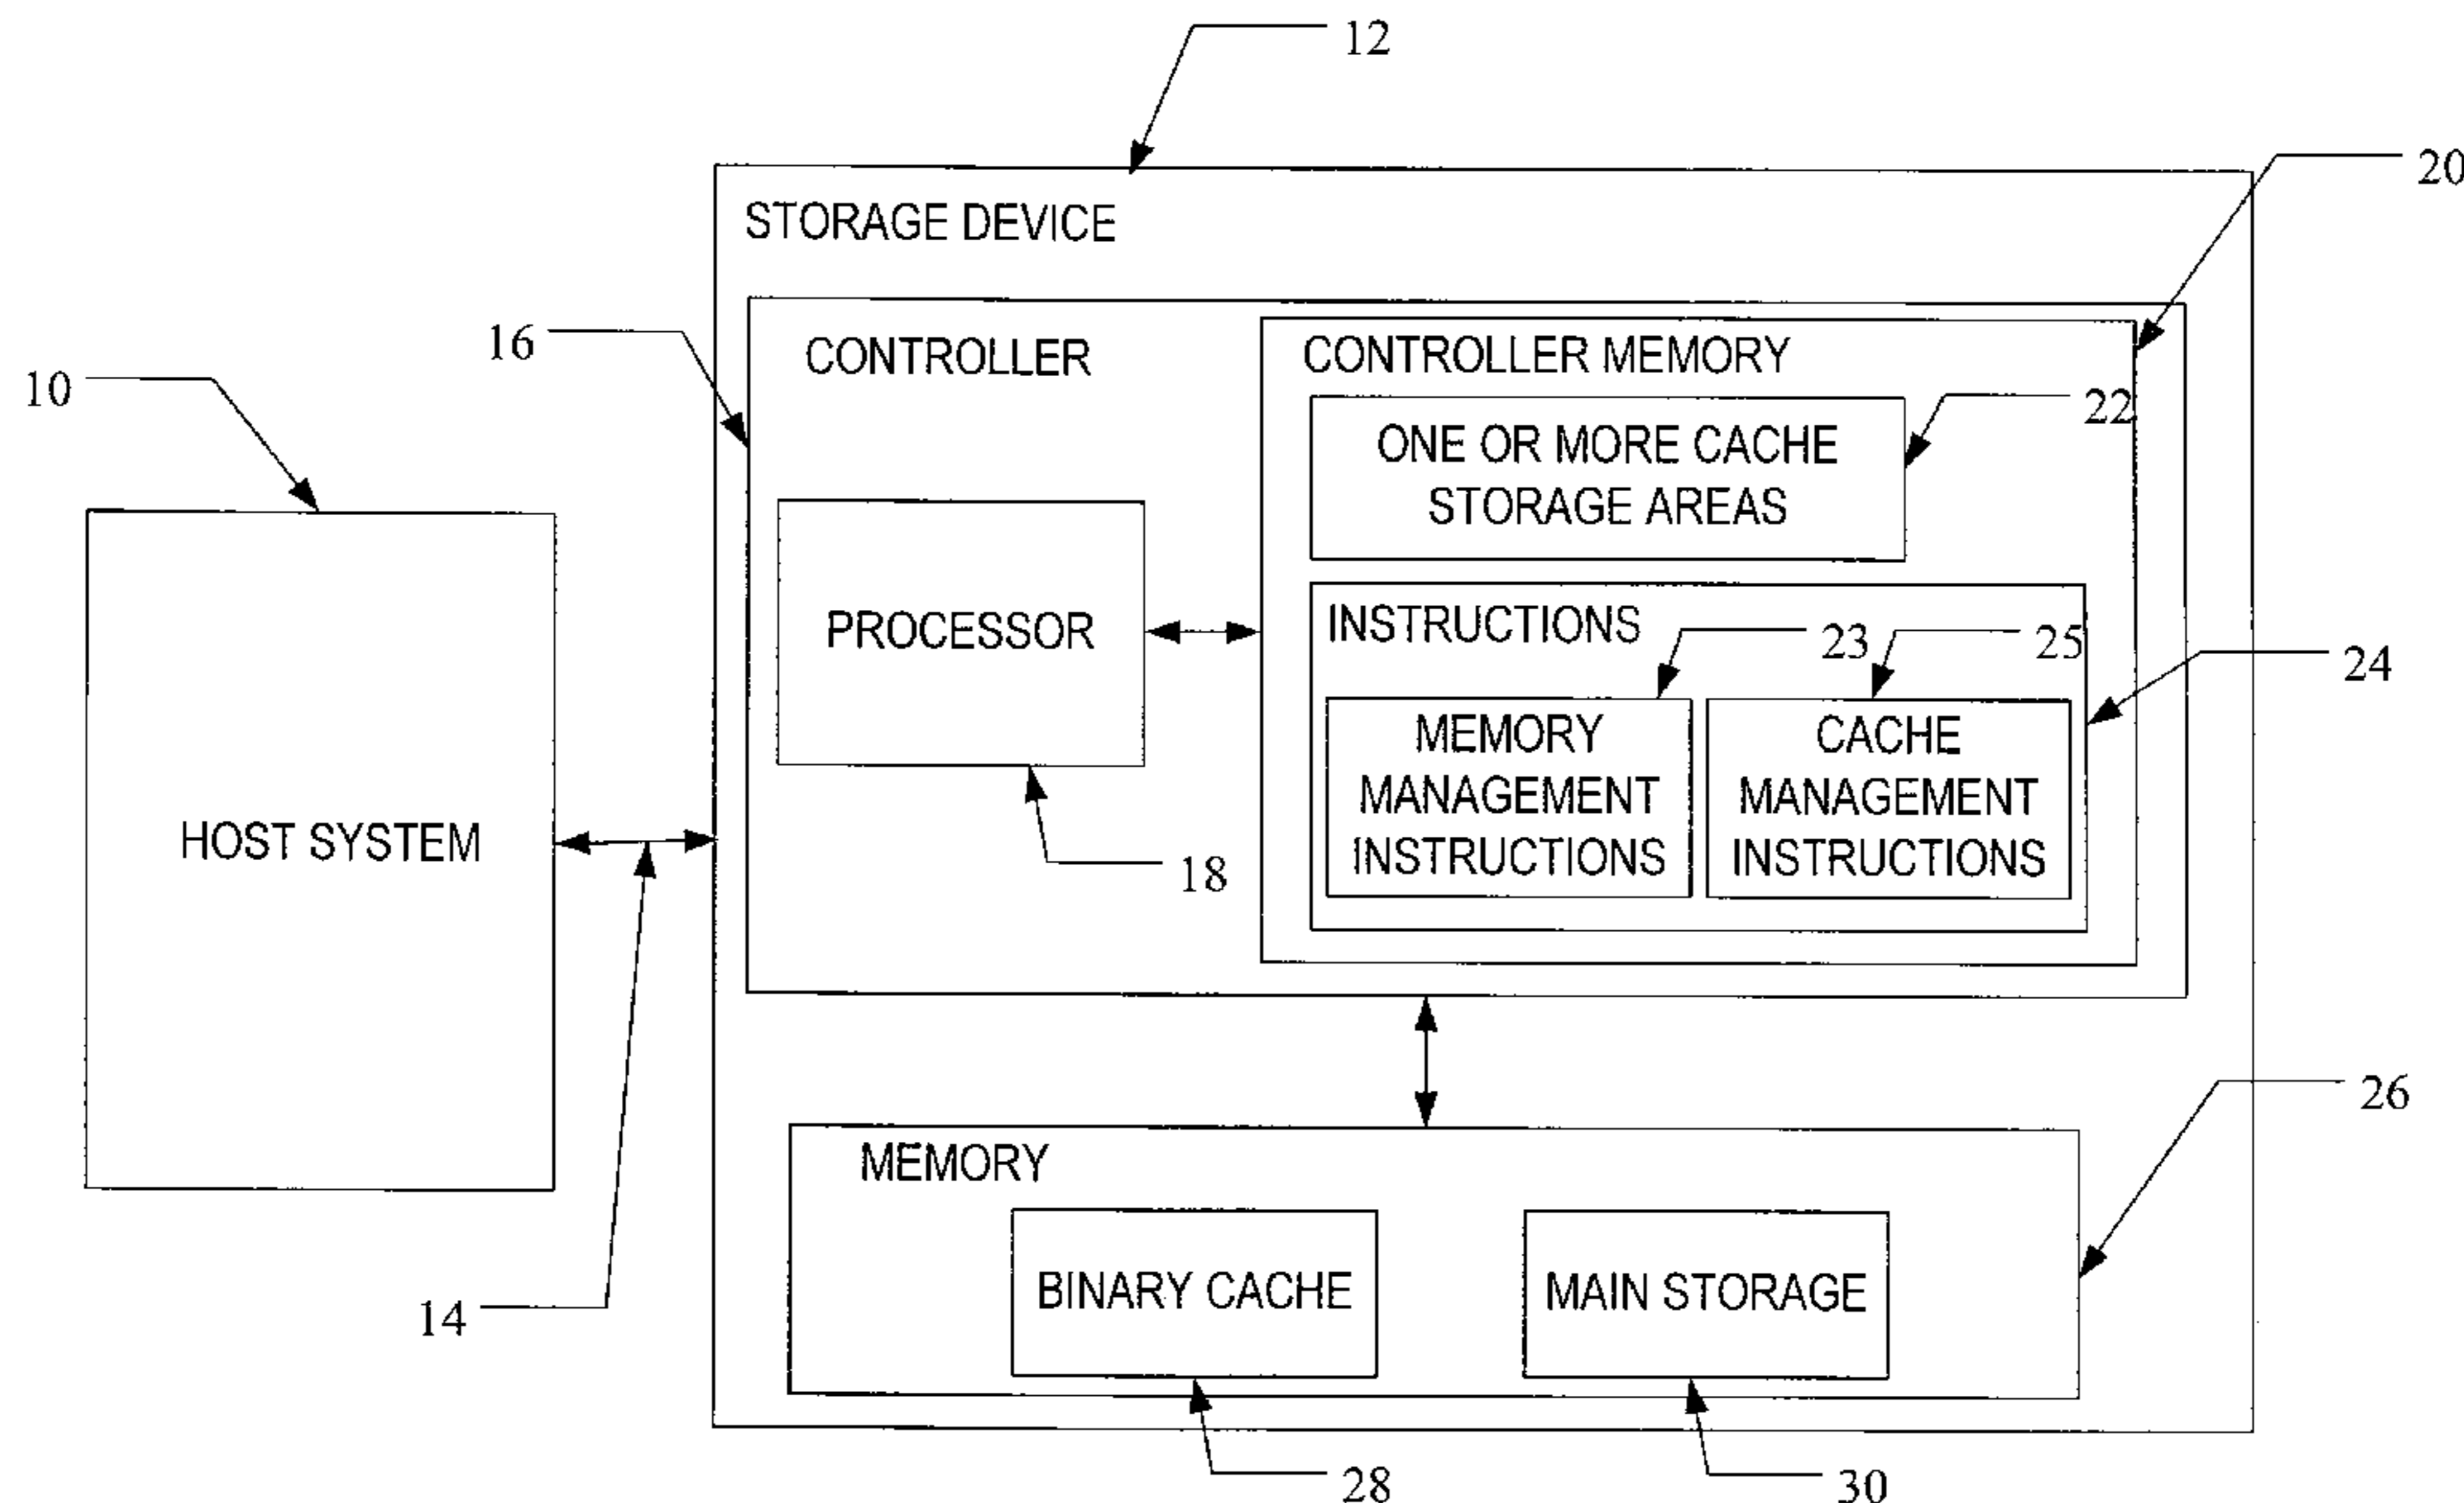 12
20
STORAGE DEVICE
16
CONTROLLER
CONTROLLER MEMORY
10
22
ONE OR MORE CACHE
STORAGE AREAS
PROCESSOR
INSTRUCTIONS
23
25
24
MEMORY
MANAGEMENT
INSTRUCTIONS
CACHE
MANAGEMENT
INSTRUCTIONS
HOST SYSTEM
18
26
MEMORY
BINARY CACHE
MAIN STORAGE
14
28
30